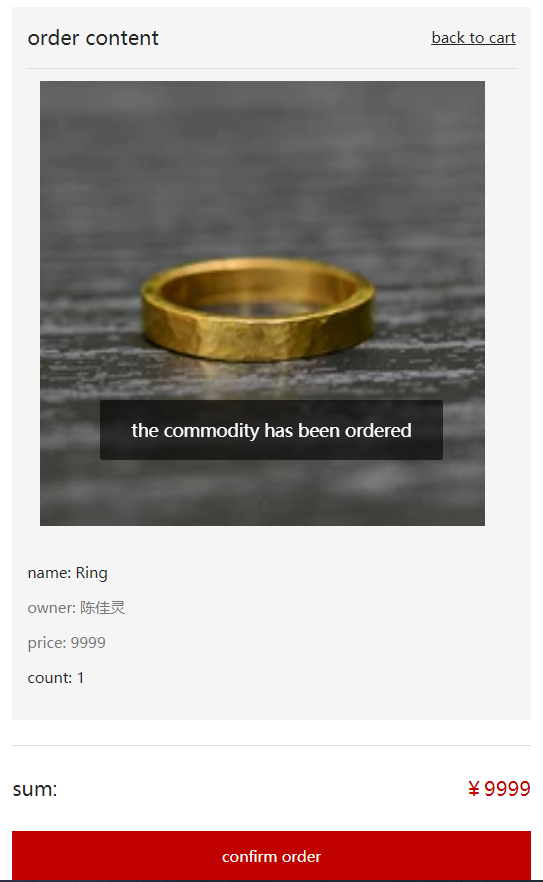 order content
back to cart
the commodity has been ordered
name: Ring
owner: 陈佳灵
price: 9999
count: 1
sum:
¥ 9999
confirm order